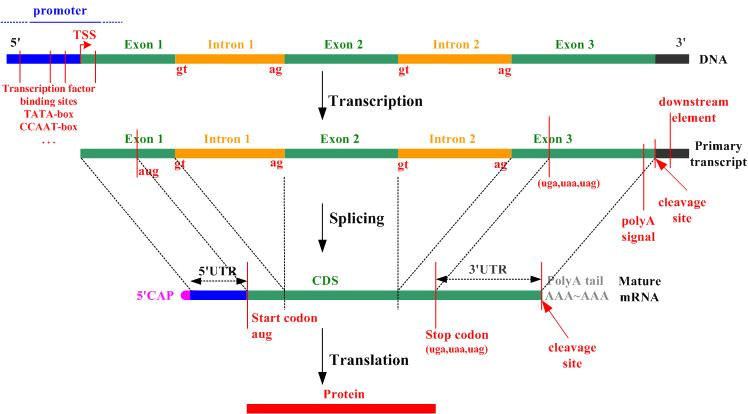 promoter
5' TSS Exon 1 Intron 1 Exon 2 Intron 2 Exon 3 3'
DNA
gt ag gt ag
Transcription factor
binding sites
TATA-box
CCAAT-box
...
Transcription
downstream
element
Exon 1 Intron 1 Exon 2 Intron 2 Exon 3
Primary
transcript
aug gt ag gt ag
(uga,uaa,uag)
cleavage
site
polyA
signal
Splicing
5'UTR CDS 3'UTR
5'CAP
PolyA tail
AAA~AAA
Mature
mRNA
Start codon
aug
Stop codon
(uga,uaa,uag)
cleavage
site
Translation
Protein